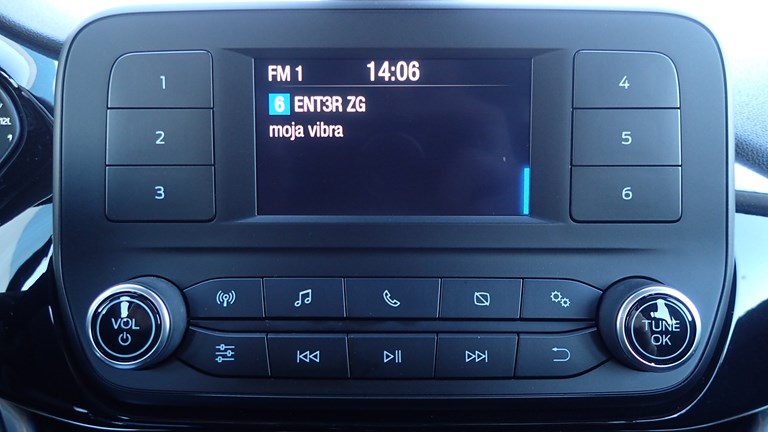 FM 1 14:06
6 ENT3R ZG
moja vibra
1
2
3
4
5
6
VOL
TUNE
OK